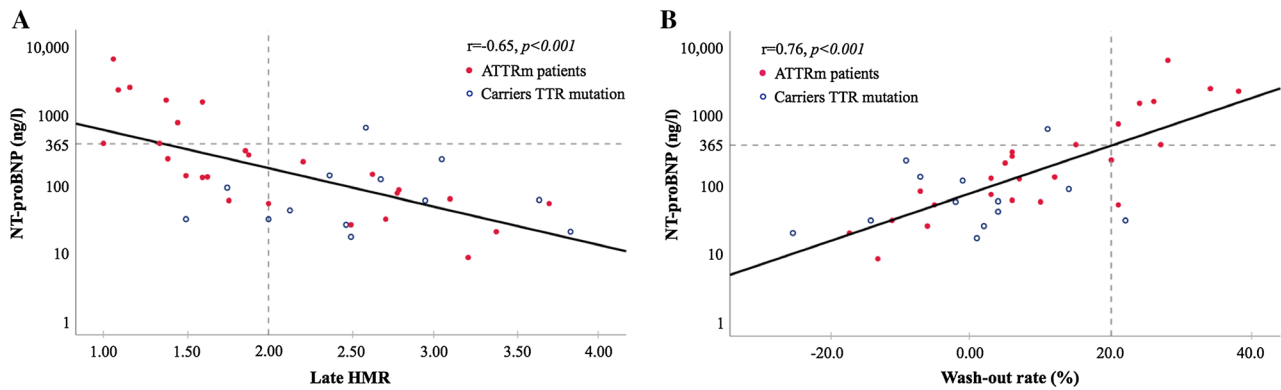 A
r=-0.65, p<0.001
ATTRm patients
Carriers TTR mutation
NT-proBNP (ng/l)
10,000
1000
365
100
10
1
1.00 1.50 2.00 2.50 3.00 3.50 4.00
Late HMR
B
r=0.76, p<0.001
ATTRm patients
Carriers TTR mutation
NT-proBNP (ng/l)
10,000
1000
365
100
10
1
-20.0 0.00 20.0 40.0
Wash-out rate (%)